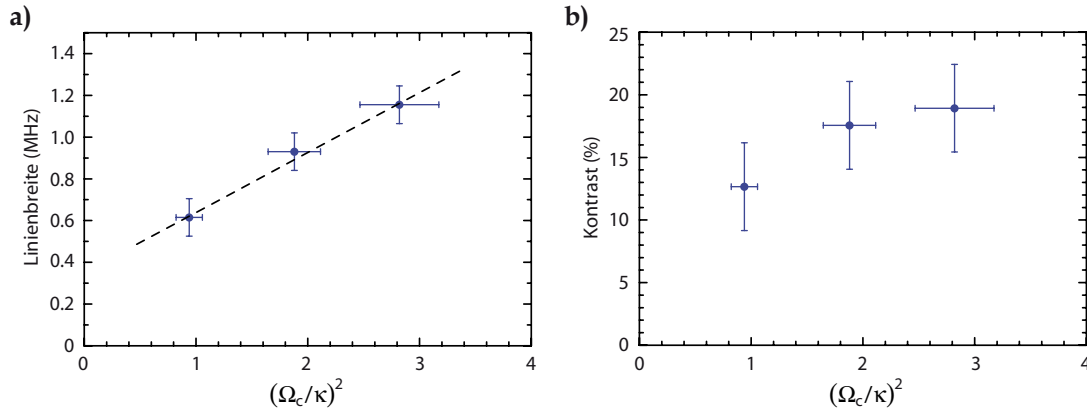 a)
Linienbreite (MHz)
1.4
1.2
1.0
0.8
0.6
0.4
0.2
0
0 1 2 3 4
(Ωc/κ)²
b)
Kontrast (%)
25
20
15
10
5
0
0 1 2 3 4
(Ωc/κ)²